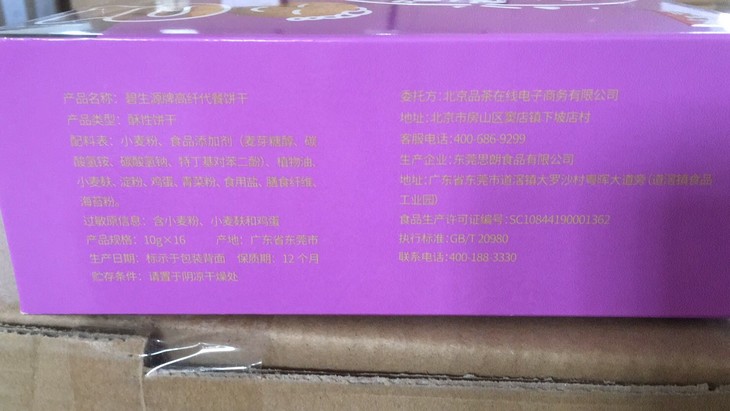 产品名称：碧生源牌高纤代餐饼干
产品类型：酥性饼干
配料表：小麦粉、食品添加剂（麦芽糖醇、碳
酸氢铵、碳酸氢钠、特丁基对苯二酚）、植物油、
小麦麸、淀粉、鸡蛋、青菜粉、食用盐、膳食纤维、
海苔粉。
过敏原信息：含小麦粉、小麦麸和鸡蛋
产品规格：10g×16 产地：广东省东莞市
生产日期：标示于包装背面 保质期：12个月
贮存条件：请置于阴凉干燥处
委托方：北京品茶在线电子商务有限公司
地址：北京市房山区窦店镇下坡店村
客服电话：400-686-9299
生产企业：东莞思朗食品有限公司
地址：广东省东莞市道滘镇大罗沙村粤晖大道旁（道滘镇食品
工业园）
食品生产许可证编号：SC10844190001362
执行标准：GB/T 20980
联系电话：400-188 3330